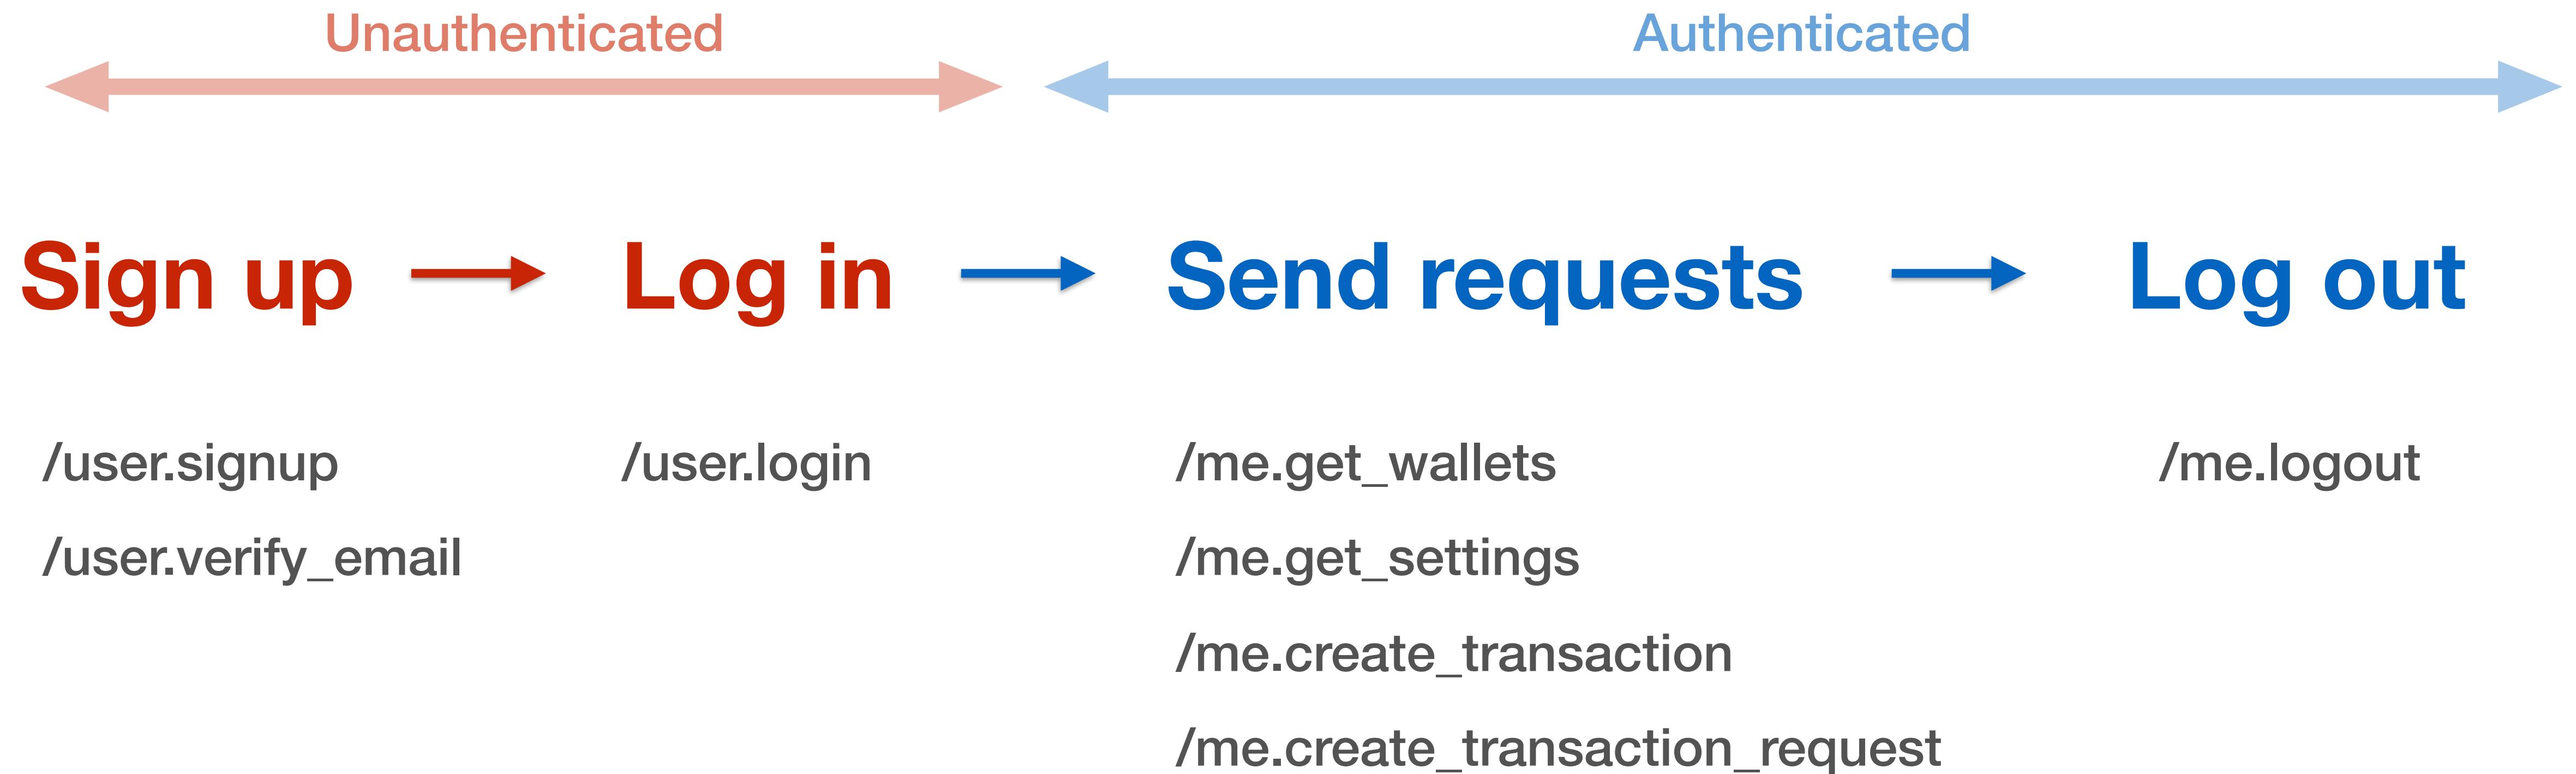 Unauthenticated
Authenticated
Sign up
Log in
Send requests
Log out
/user.signup
/user.verify_email
/user.login
/me.get_wallets
/me.get_settings
/me.create_transaction
/me.create_transaction_request
/me.logout